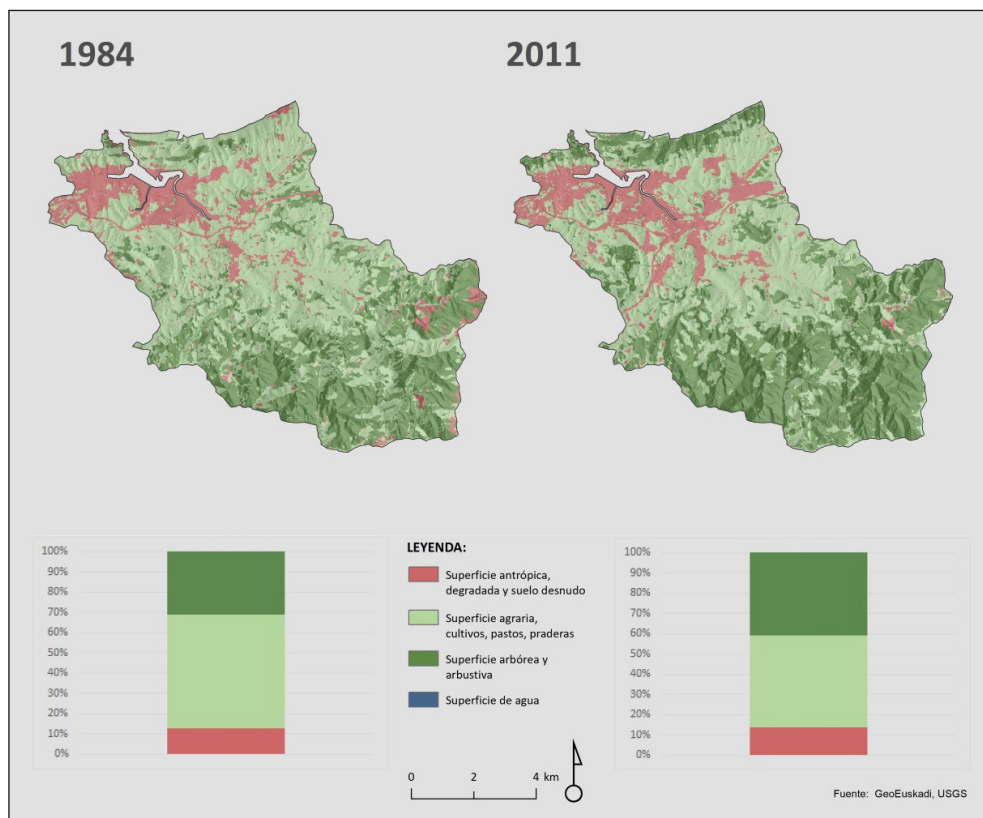 1984
2011
100%
90%
80%
70%
60%
50%
40%
30%
20%
10%
0%
LEYENDA:
Superficie antrópica,
degradada y suelo desnudo
Superficie agraria,
cultivos, pastos, praderas
Superficie arbórea y
arbustiva
Superficie de agua
0 2 4 km
100%
90%
80%
70%
60%
50%
40%
30%
20%
10%
0%
Fuente: GeoEuskadi, USGS